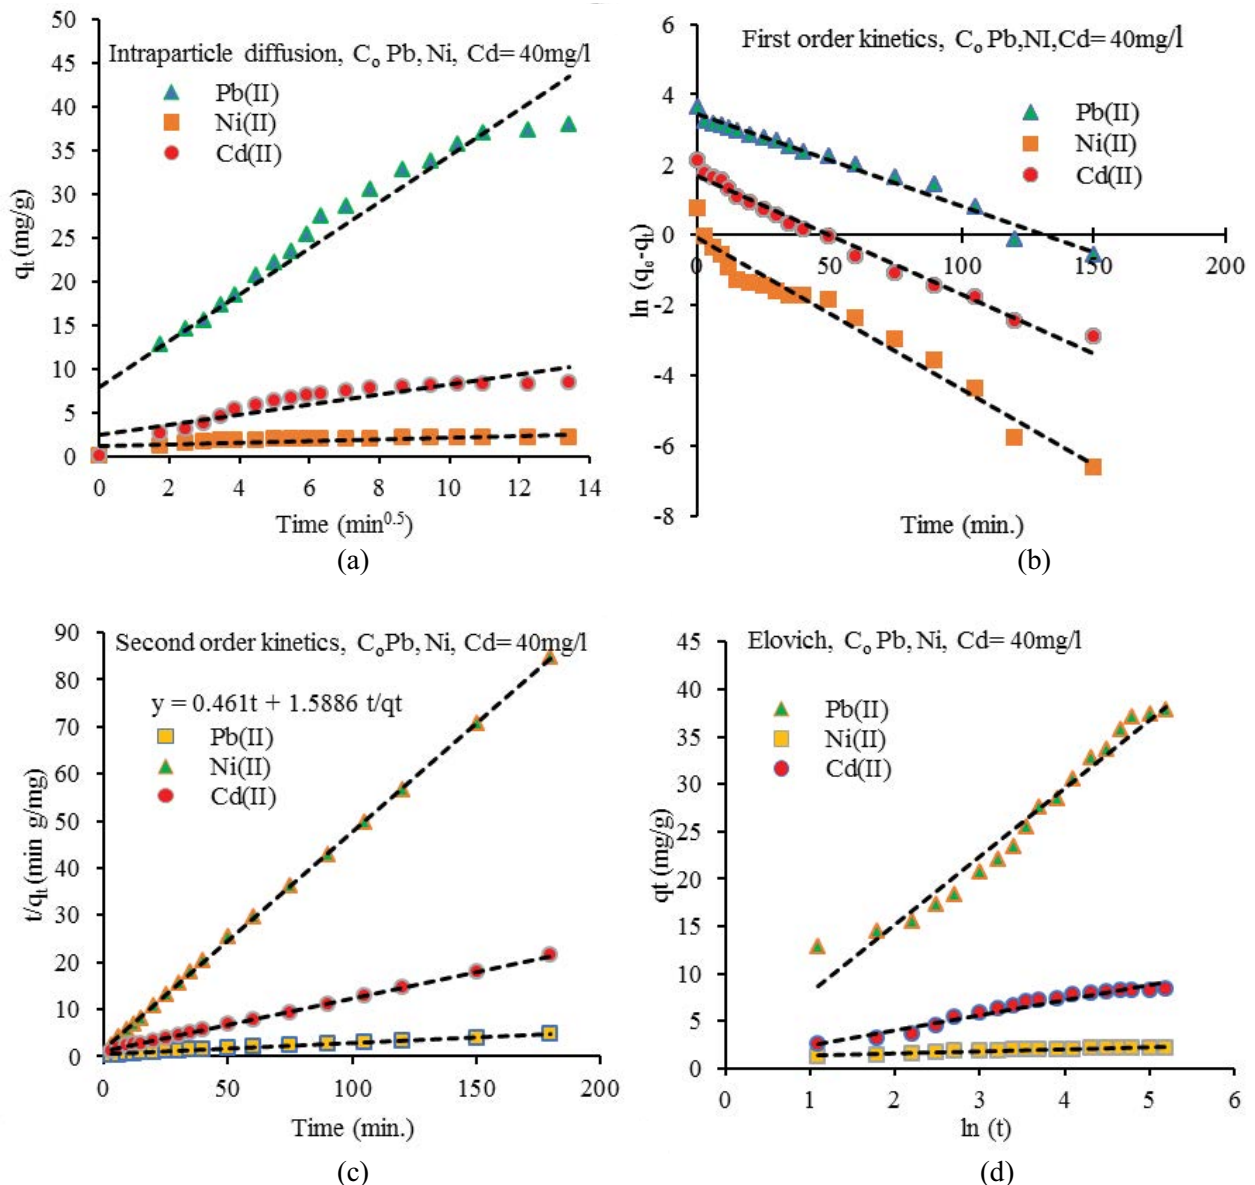 Intraparticle diffusion, Co Pb, Ni, Cd= 40mg/l
Pb(II)
Ni(II)
Cd(II)
50
45
40
35
30
25
20
15
10
5
0
qt (mg/g)
0 2 4 6 8 10 12 14
Time (min0.5)
(a)
First order kinetics, Co Pb,NI,Cd= 40mg/l
Pb(II)
Ni(II)
Cd(II)
6
4
2
0
-2
-4
-6
-8
ln (qe-qt)
0 50 100 150 200
Time (min.)
(b)
Second order kinetics, CoPb, Ni, Cd= 40mg/l
y = 0.461t + 1.5886 t/qt
Pb(II)
Ni(II)
Cd(II)
90
80
70
60
50
40
30
20
10
0
t/qt (min g/mg)
0 50 100 150 200
Time (min.)
(c)
Elovich, Co Pb, Ni, Cd= 40mg/l
Pb(II)
Ni(II)
Cd(II)
45
40
35
30
25
20
15
10
5
0
qt (mg/g)
0 1 2 3 4 5 6
ln (t)
(d)